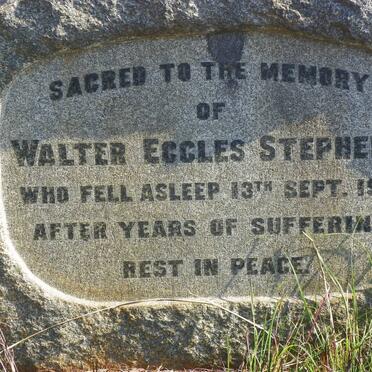 SACRED TO THE MEMORY
OF
WALTER ECCLES STEPHE
WHO FELL ASLEEP 13TH SEPT. 19
AFTER YEARS OF SUFFERIN
REST IN PEACE.